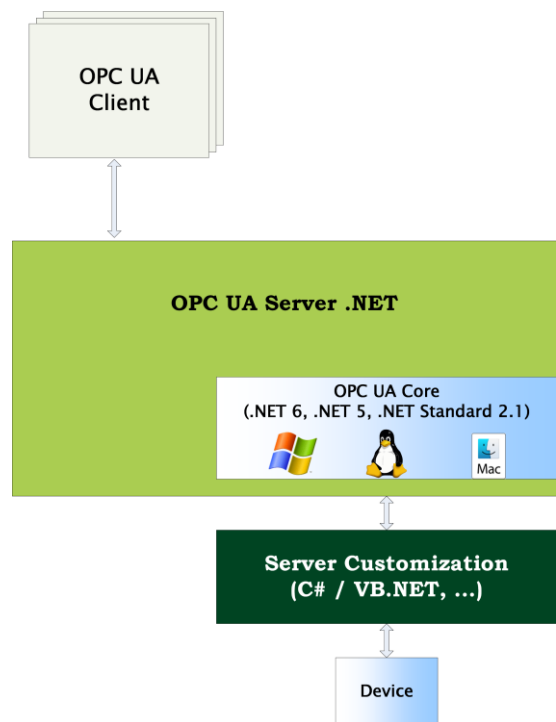 OPC UA
Client
OPC UA Server .NET
OPC UA Core
(.NET 6, .NET 5, .NET Standard 2.1)
Mac
Server Customization
(C# / VB.NET, ...)
Device